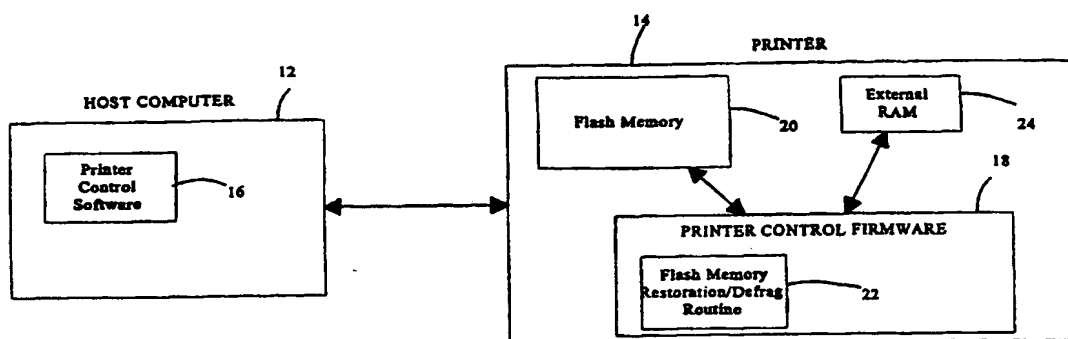 14
PRINTER
12
HOST COMPUTER
Printer
Control
Software
16
Flash Memory
20
External
RAM
24
18
PRINTER CONTROL FIRMWARE
Flash Memory
Restoration/Defrag
Routine
22